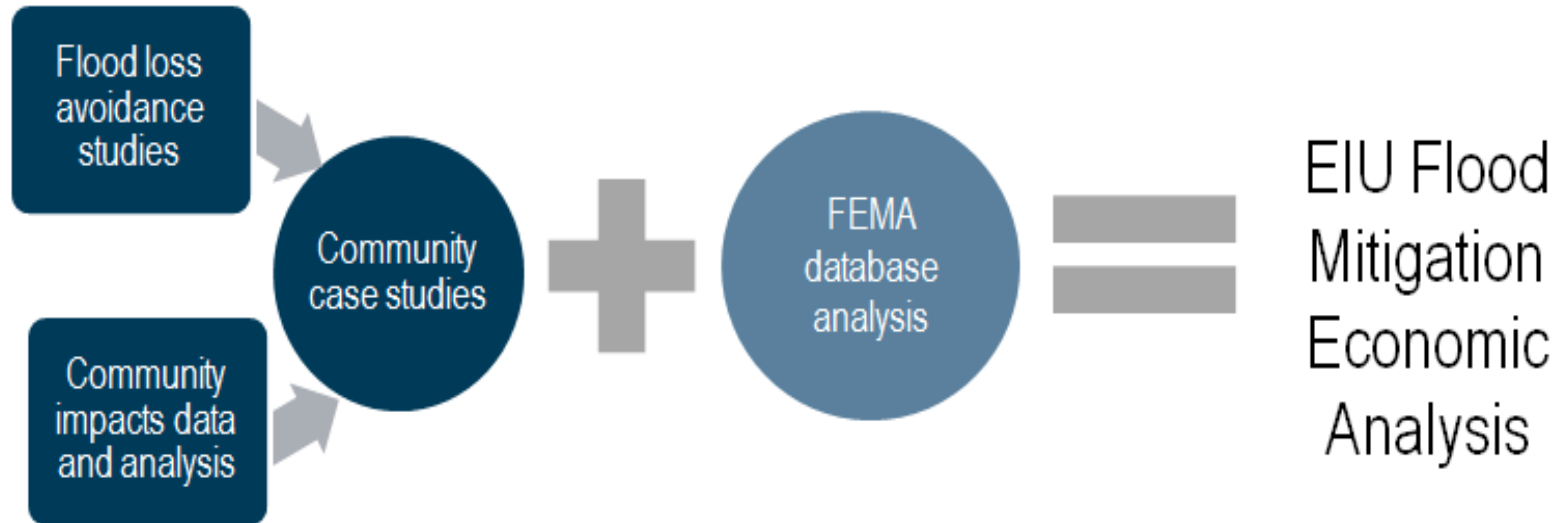 Flood loss
avoidance
studies
Community
impacts data
and analysis
Community
case studies
FEMA
database
analysis
EIU Flood
Mitigation
Economic
Analysis